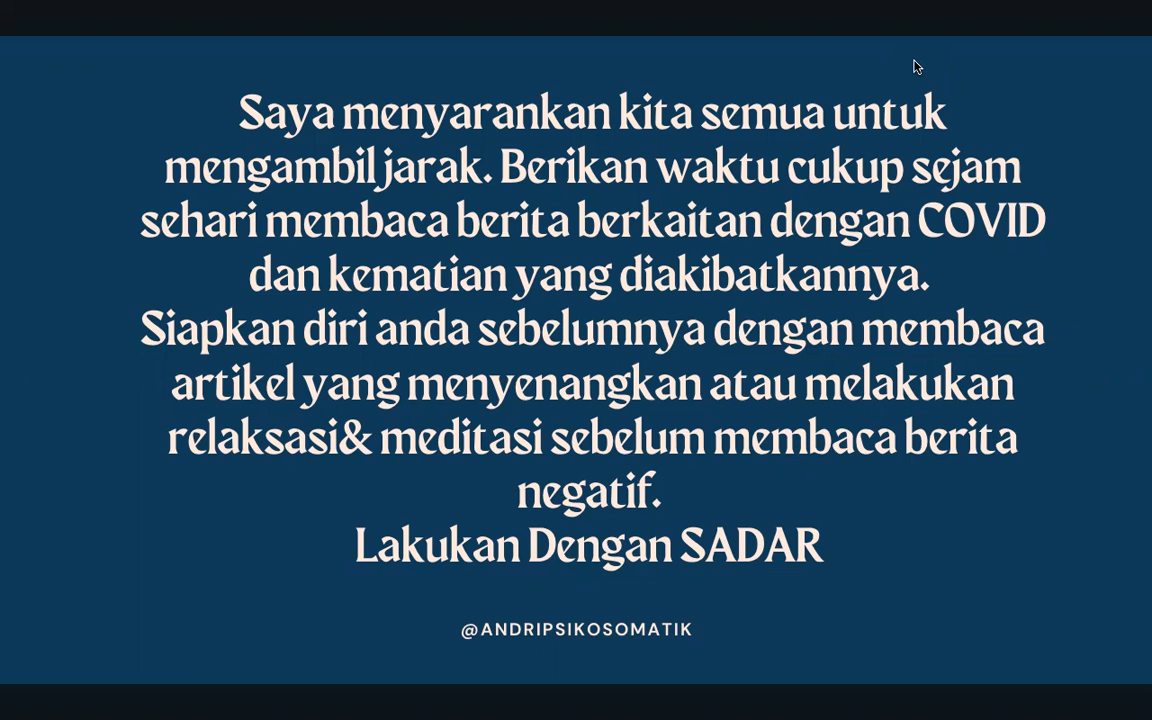 Saya menyarankan kita semua untuk
mengambil jarak. Berikan waktu cukup sejam
sehari membaca berita berkaitan dengan COVID
dan kematian yang diakibatkannya.
Siapkan diri anda sebelumnya dengan membaca
artikel yang menyenangkan atau melakukan
relaksasi& meditasi sebelum membaca berita
negatif.
Lakukan Dengan SADAR
@ANDRIPSIKOSOMATIK